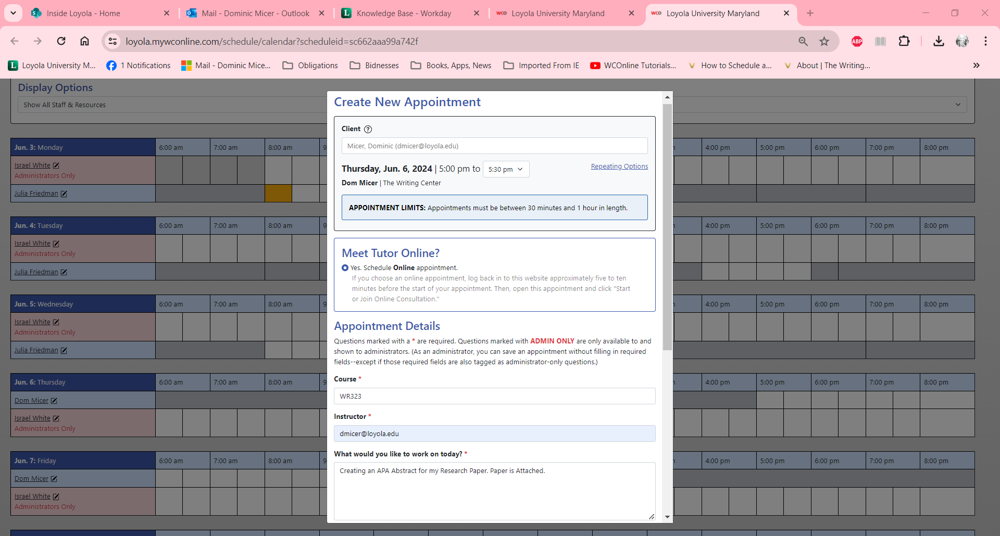 Inside Loyola - Home
Mail - Dominic Micer - Outlook
Knowledge Base - Workday
WCO Loyola University Maryland
WCO Loyola University Maryland
loyola.mywconline.com/schedule/calendar?scheduleid=sc662aaa99a742f
ABP
Loyola University M...
1 Notifications
Mail - Dominic Mice...
Obligations
Bidnesses
Books, Apps, News
Imported From IE
WCOnline Tutorials...
How to Schedule a...
About | The Writing...
Display Options
Show All Staff & Resources
Create New Appointment
Client ?
Micer, Dominic (dmicer@loyola.edu)
Thursday, Jun. 6, 2024 | 5:00 pm to 5:30 pm
Repeating Options
Dom Micer | The Writing Center
APPOINTMENT LIMITS: Appointments must be between 30 minutes and 1 hour in length.
Meet Tutor Online?
Yes. Schedule Online appointment.
If you choose an online appointment, log back in to this website approximately five to ten
minutes before the start of your appointment. Then, open this appointment and click "Start
or Join Online Consultation."
Appointment Details
Questions marked with a * are required. Questions marked with ADMIN ONLY are only available to and
shown to administrators. (As an administrator, you can save an appointment without filling in required
fields--except if those required fields are also tagged as administrator-only questions.)
Course *
WR323
Instructor *
dmicer@loyola.edu
What would you like to work on today? *
Creating an APA Abstract for my Research Paper. Paper is Attached.
Jun. 3: Monday 6:00 am 7:00 am 8:00 am 4:00 pm 5:00 pm 6:00 pm 7:00 pm 8:00 pm
Israel White
Administrators Only
Julia Friedman
Jun. 4: Tuesday 6:00 am 7:00 am 8:00 am 4:00 pm 5:00 pm 6:00 pm 7:00 pm 8:00 pm
Israel White
Administrators Only
Julia Friedman
Jun. 5: Wednesday 6:00 am 7:00 am 8:00 am 4:00 pm 5:00 pm 6:00 pm 7:00 pm 8:00 pm
Israel White
Administrators Only
Julia Friedman
Jun. 6: Thursday 6:00 am 7:00 am 8:00 am 4:00 pm 5:00 pm 6:00 pm 7:00 pm 8:00 pm
Dom Micer
Israel White
Administrators Only
Jun. 7: Friday 6:00 am 7:00 am 8:00 am 4:00 pm 5:00 pm 6:00 pm 7:00 pm 8:00 pm
Dom Micer
Israel White
Administrators Only